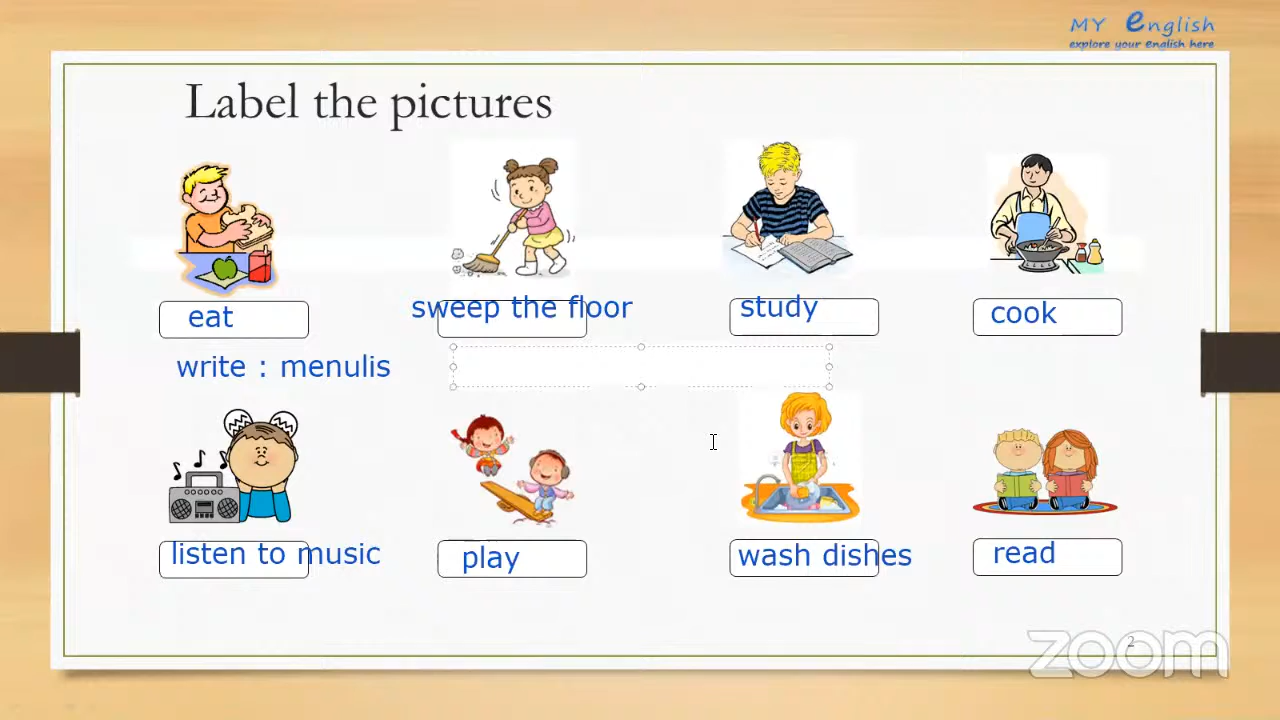 MY english
explore your english here
Label the pictures
eat
sweep the floor
study
cook
write : menulis
listen to music
play
wash dishes
read
2
zoom